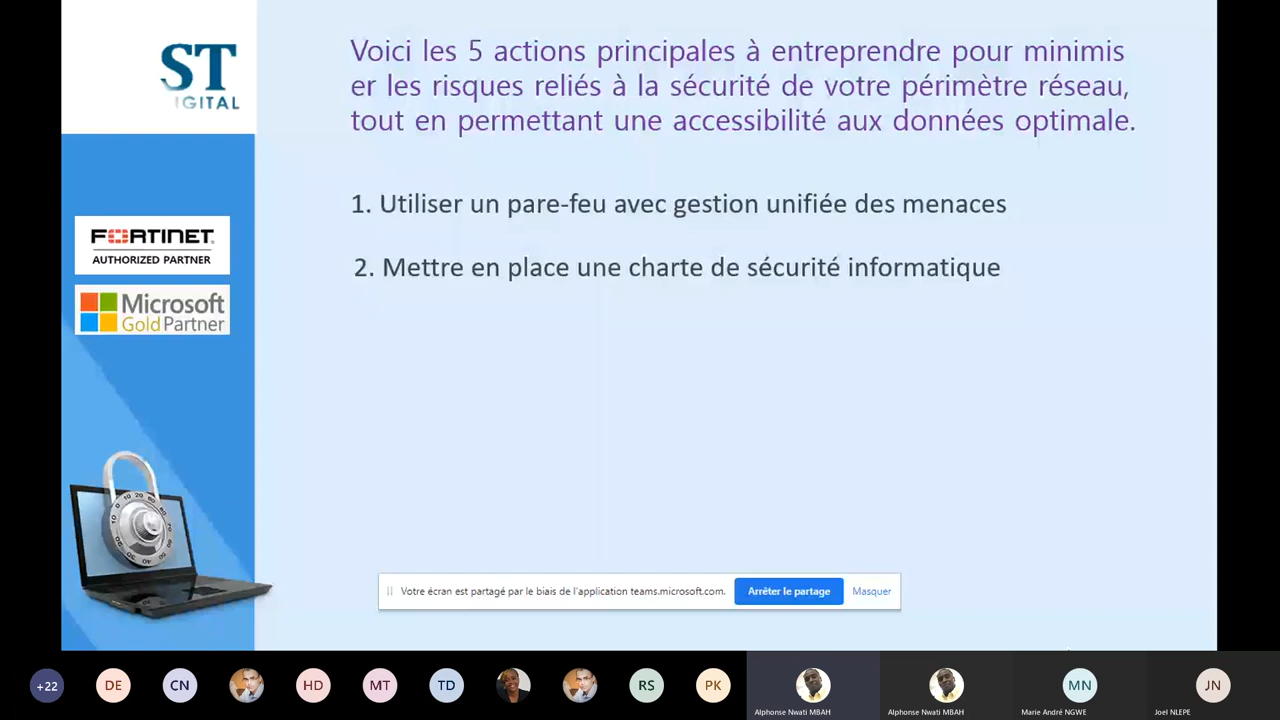 ST
DIGITAL
Voici les 5 actions principales à entreprendre pour minimis
er les risques reliés à la sécurité de votre périmètre réseau,
tout en permettant une accessibilité aux données optimale.
1. Utiliser un pare-feu avec gestion unifiée des menaces
2. Mettre en place une charte de sécurité informatique
FORTINET
AUTHORIZED PARTNER
Microsoft
Gold Partner
Votre écran est partagé par le biais de l'application teams.microsoft.com. Arrêter le partage Masquer
+22 DE CN HD MT TD RS PK MN JN
Alphonse Nwati MBAH Alphonse Nwati MBAH Marie André NGWE Joel NLEPE